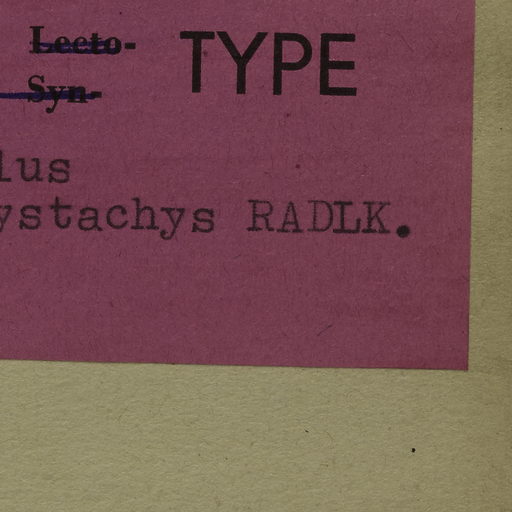 Lecto- TYPE
Syn-
lus
ystachys RADLK.